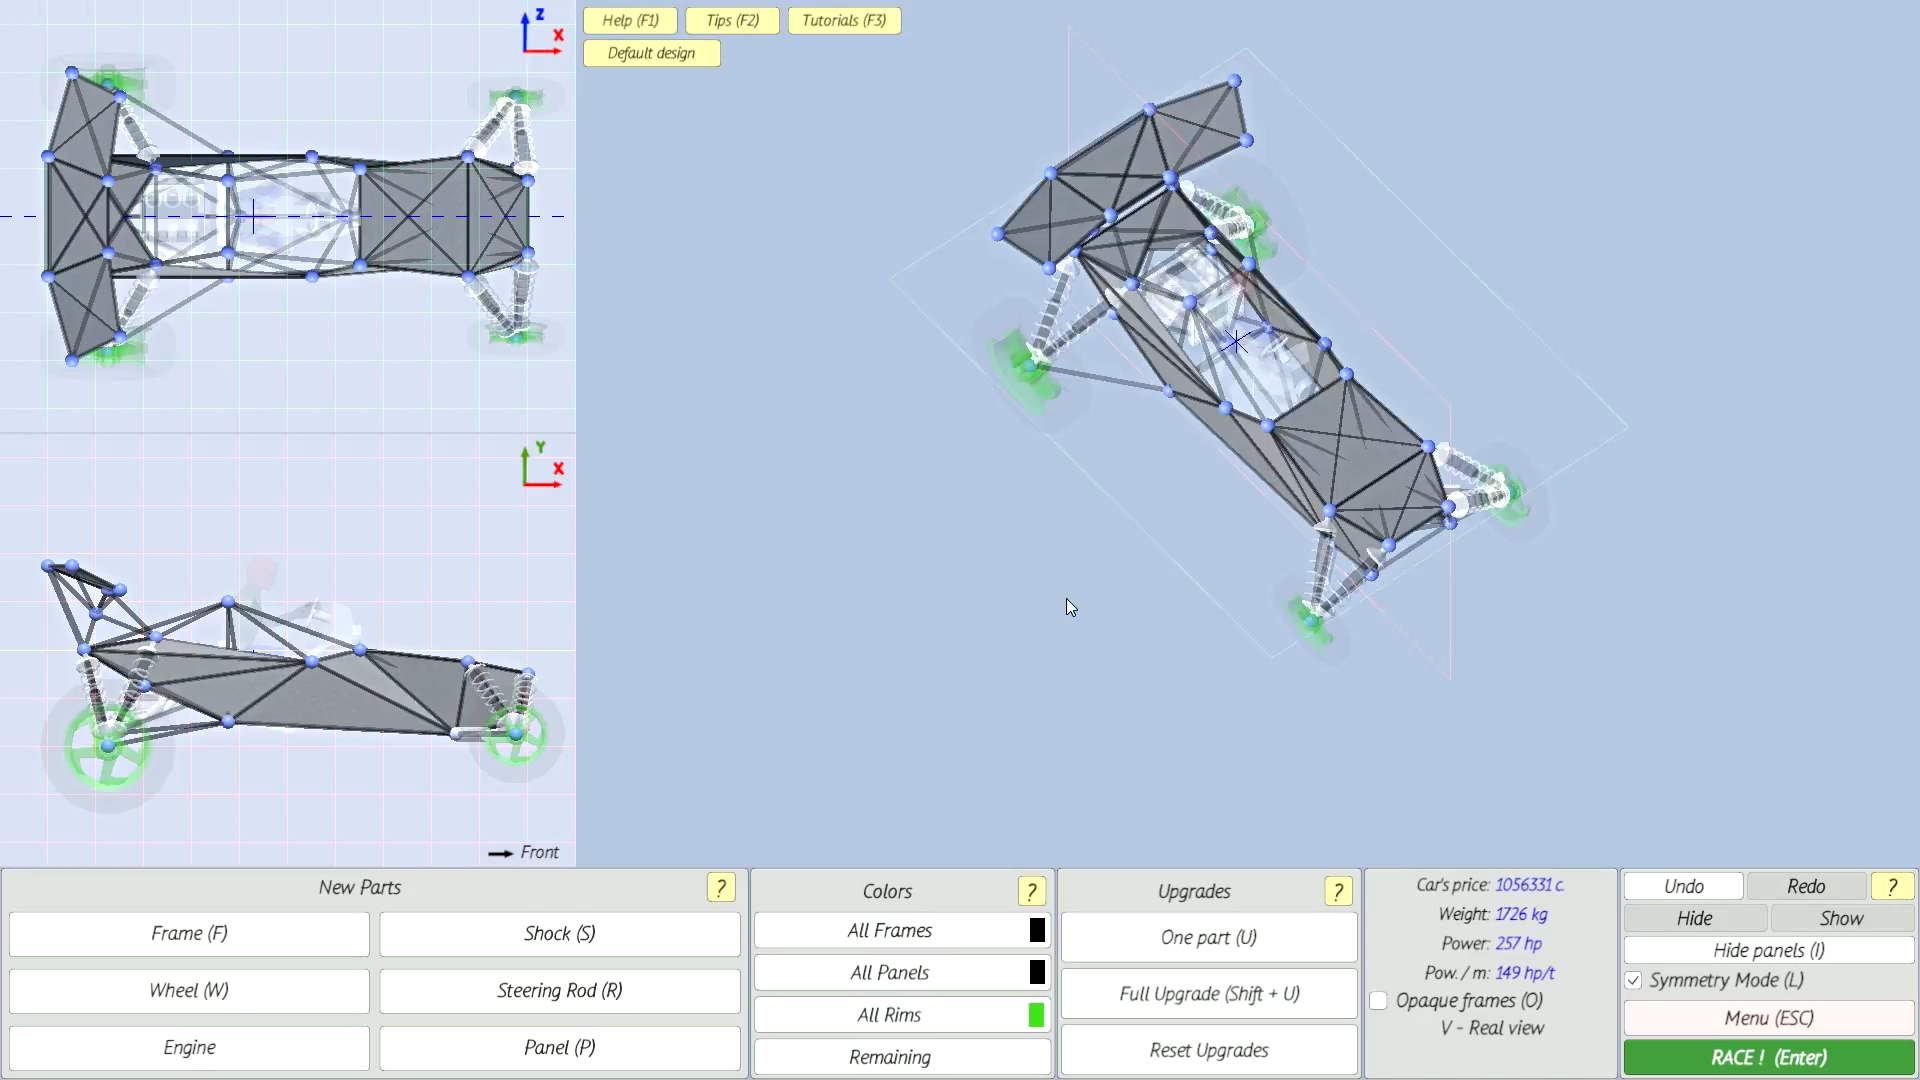 Z
X
Help (F1)
Tips (F2)
Tutorials (F3)
Default design
Y
X
Front
New Parts
?
Frame (F)
Shock (S)
Wheel (W)
Steering Rod (R)
Engine
Panel (P)
Colors
?
All Frames
All Panels
All Rims
Remaining
Upgrades
?
One part (U)
Full Upgrade (Shift + U)
Reset Upgrades
Car's price: 1056331 c.
Weight: 1726 kg
Power: 257 hp
Pow. / m: 149 hp/t
Opaque frames (O)
V - Real view
Undo
Redo
?
Hide
Show
Hide panels (I)
Symmetry Mode (L)
Menu (ESC)
RACE ! (Enter)